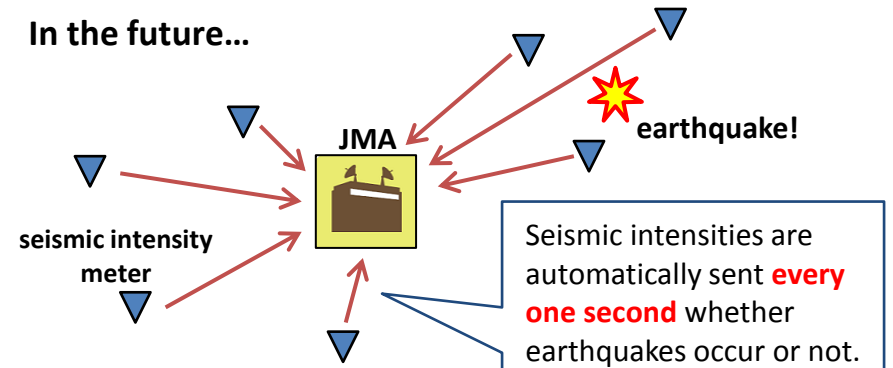 In the future…
JMA
earthquake!
seismic intensity
meter
Seismic intensities are
automatically sent every
one second whether
earthquakes occur or not.